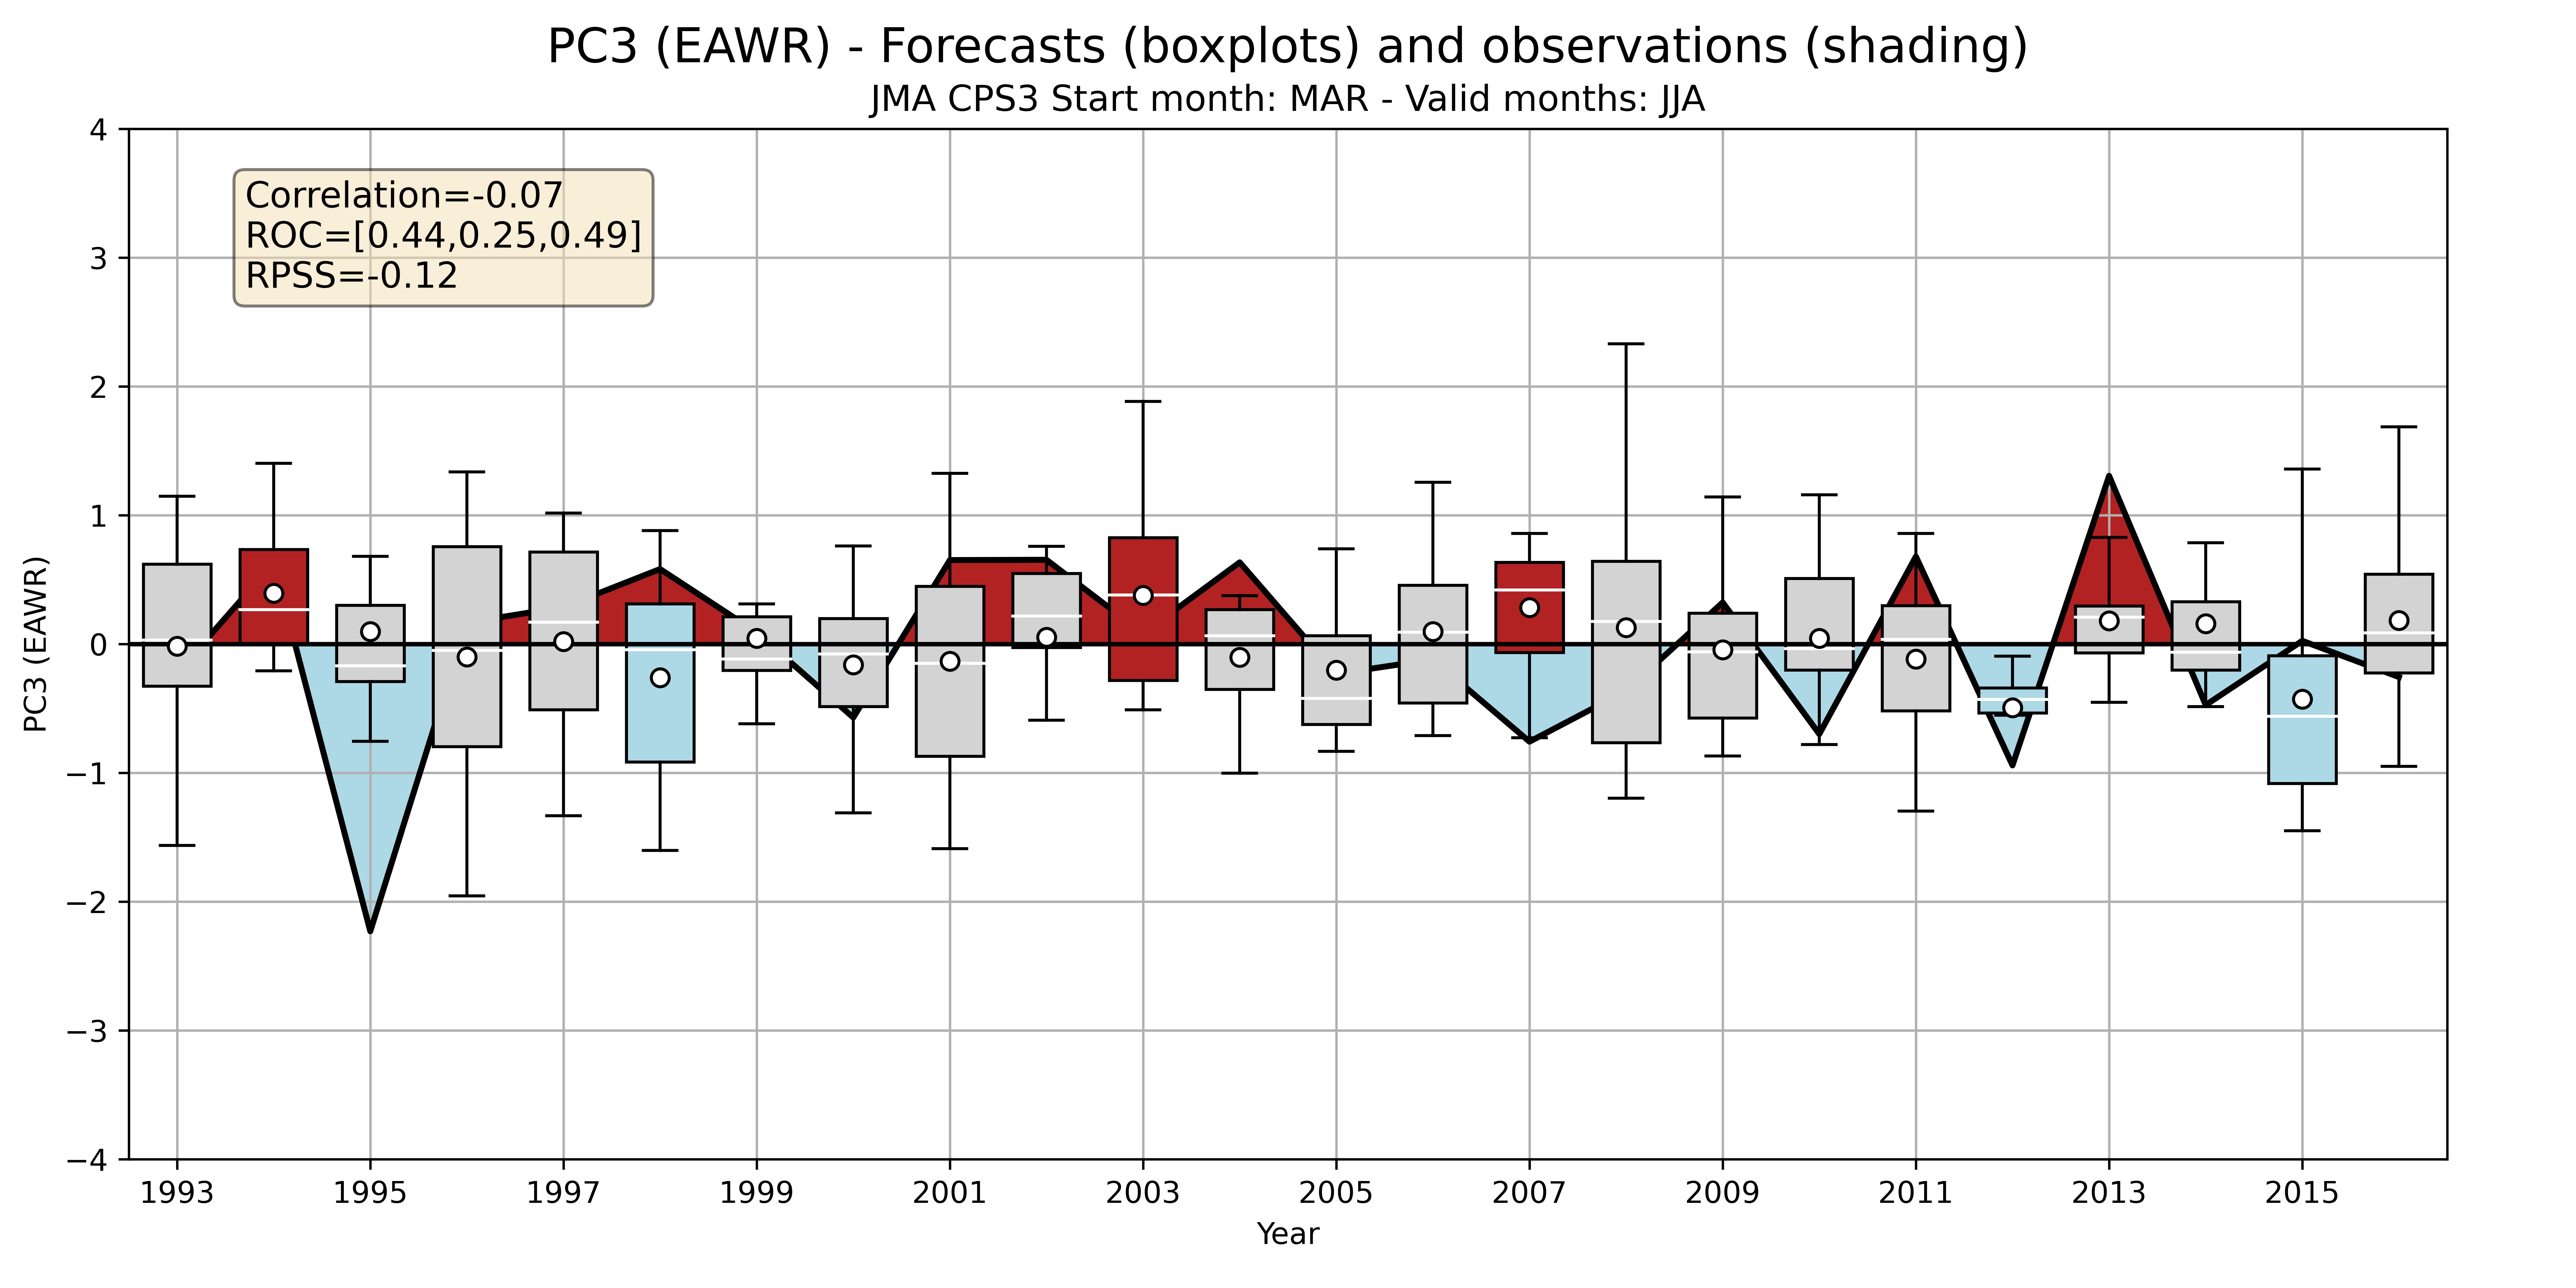 PC3 (EAWR) - Forecasts (boxplots) and observations (shading)
JMA CPS3 Start month: MAR - Valid months: JJA
Correlation=-0.07
ROC=[0.44,0.25,0.49]
RPSS=-0.12
PC3 (EAWR)
4
3
2
1
0
−1
−2
−3
−4
1993 1995 1997 1999 2001 2003 2005 2007 2009 2011 2013 2015
Year